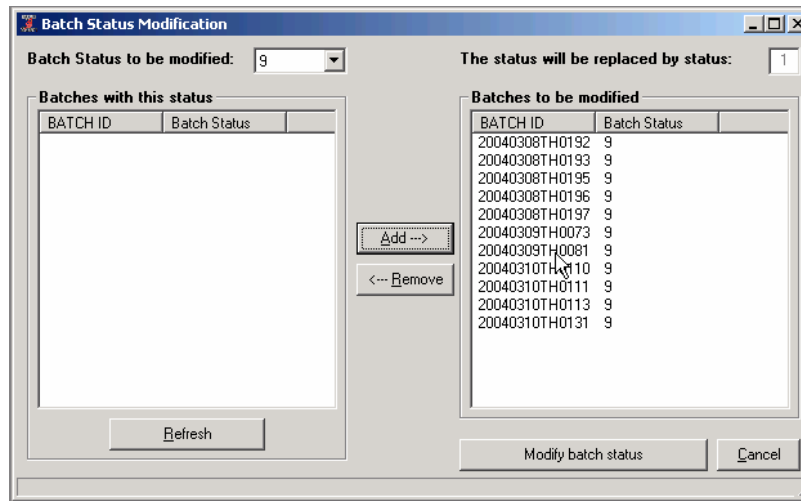 Batch Status Modification
Batch Status to be modified: 9
The status will be replaced by status: 1
Batches with this status
BATCH ID Batch Status
Add --->
<--- Remove
Refresh
Batches to be modified
BATCH ID Batch Status
20040308TH0192 9
20040308TH0193 9
20040308TH0195 9
20040308TH0196 9
20040308TH0197 9
20040309TH0073 9
20040309TH0081 9
20040310TH0110 9
20040310TH0111 9
20040310TH0113 9
20040310TH0131 9
Modify batch status
Cancel